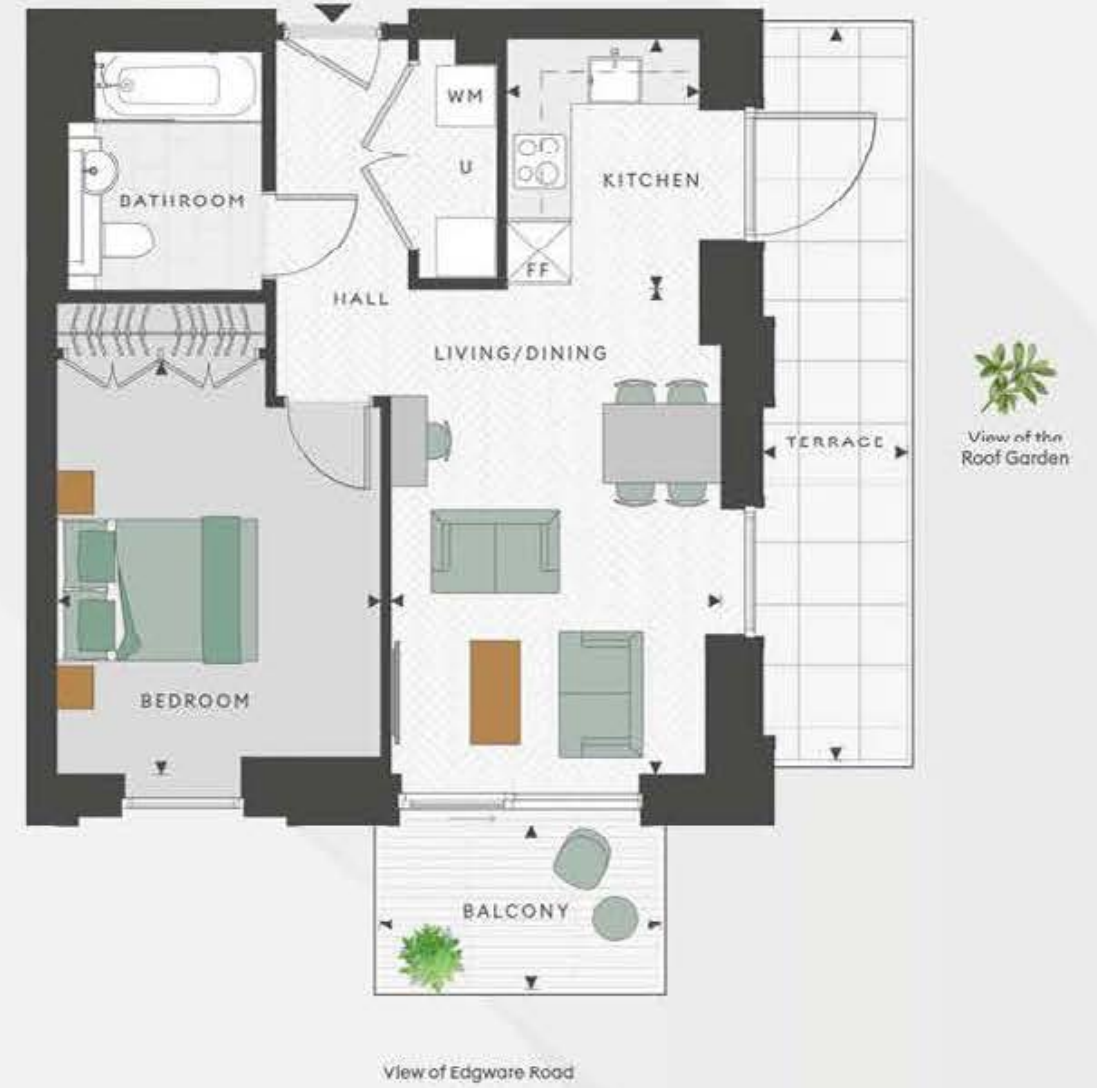 WM
U
KITCHEN
BATHROOM
FF
HALL
LIVING/DINING
TERRACE
View of the
Roof Garden
BEDROOM
BALCONY
View of Edgware Road